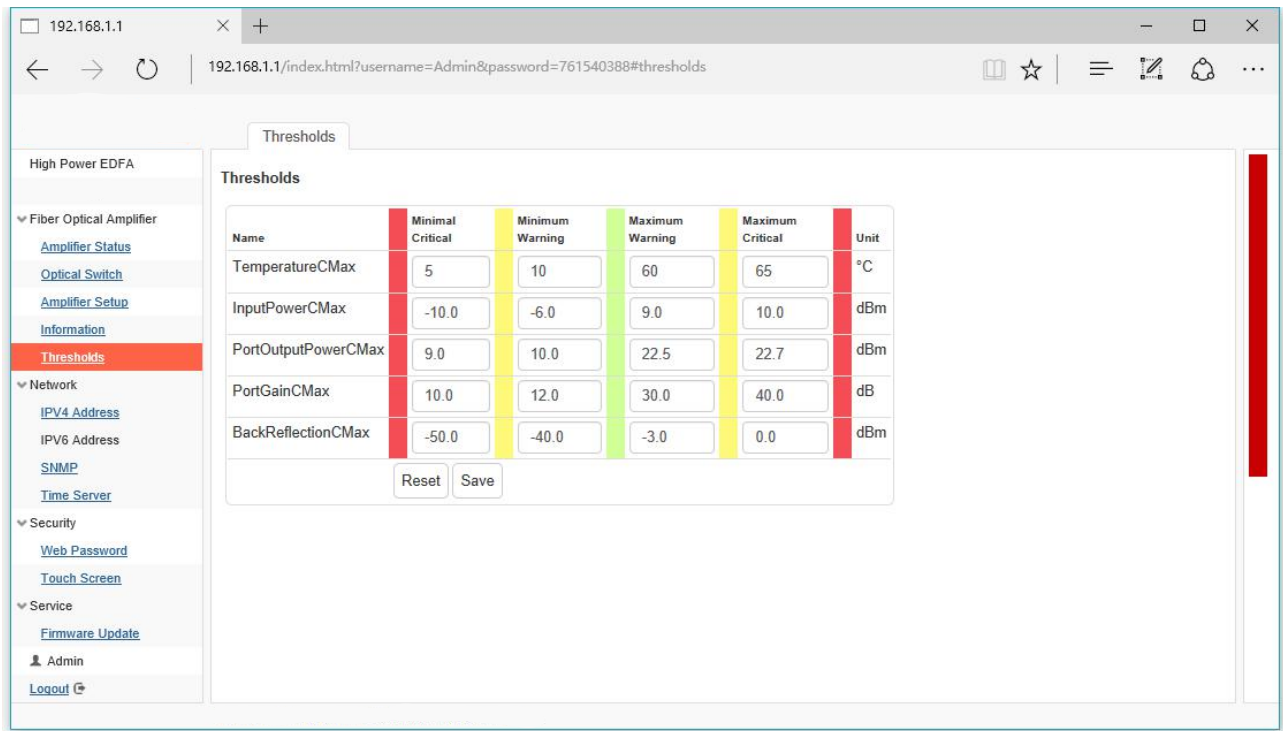 192.168.1.1
192.168.1.1/index.html?username=Admin&password=761540388#thresholds
Thresholds
High Power EDFA
Fiber Optical Amplifier
Amplifier Status
Optical Switch
Amplifier Setup
Information
Thresholds
Network
IPV4 Address
IPV6 Address
SNMP
Time Server
Security
Web Password
Touch Screen
Service
Firmware Update
Admin
Logout
Thresholds
Name Minimal Critical Minimum Warning Maximum Warning Maximum Critical Unit
TemperatureCMax 5 10 60 65 °C
InputPowerCMax -10.0 -6.0 9.0 10.0 dBm
PortOutputPowerCMax 9.0 10.0 22.5 22.7 dBm
PortGainCMax 10.0 12.0 30.0 40.0 dB
BackReflectionCMax -50.0 -40.0 -3.0 0.0 dBm
Reset Save